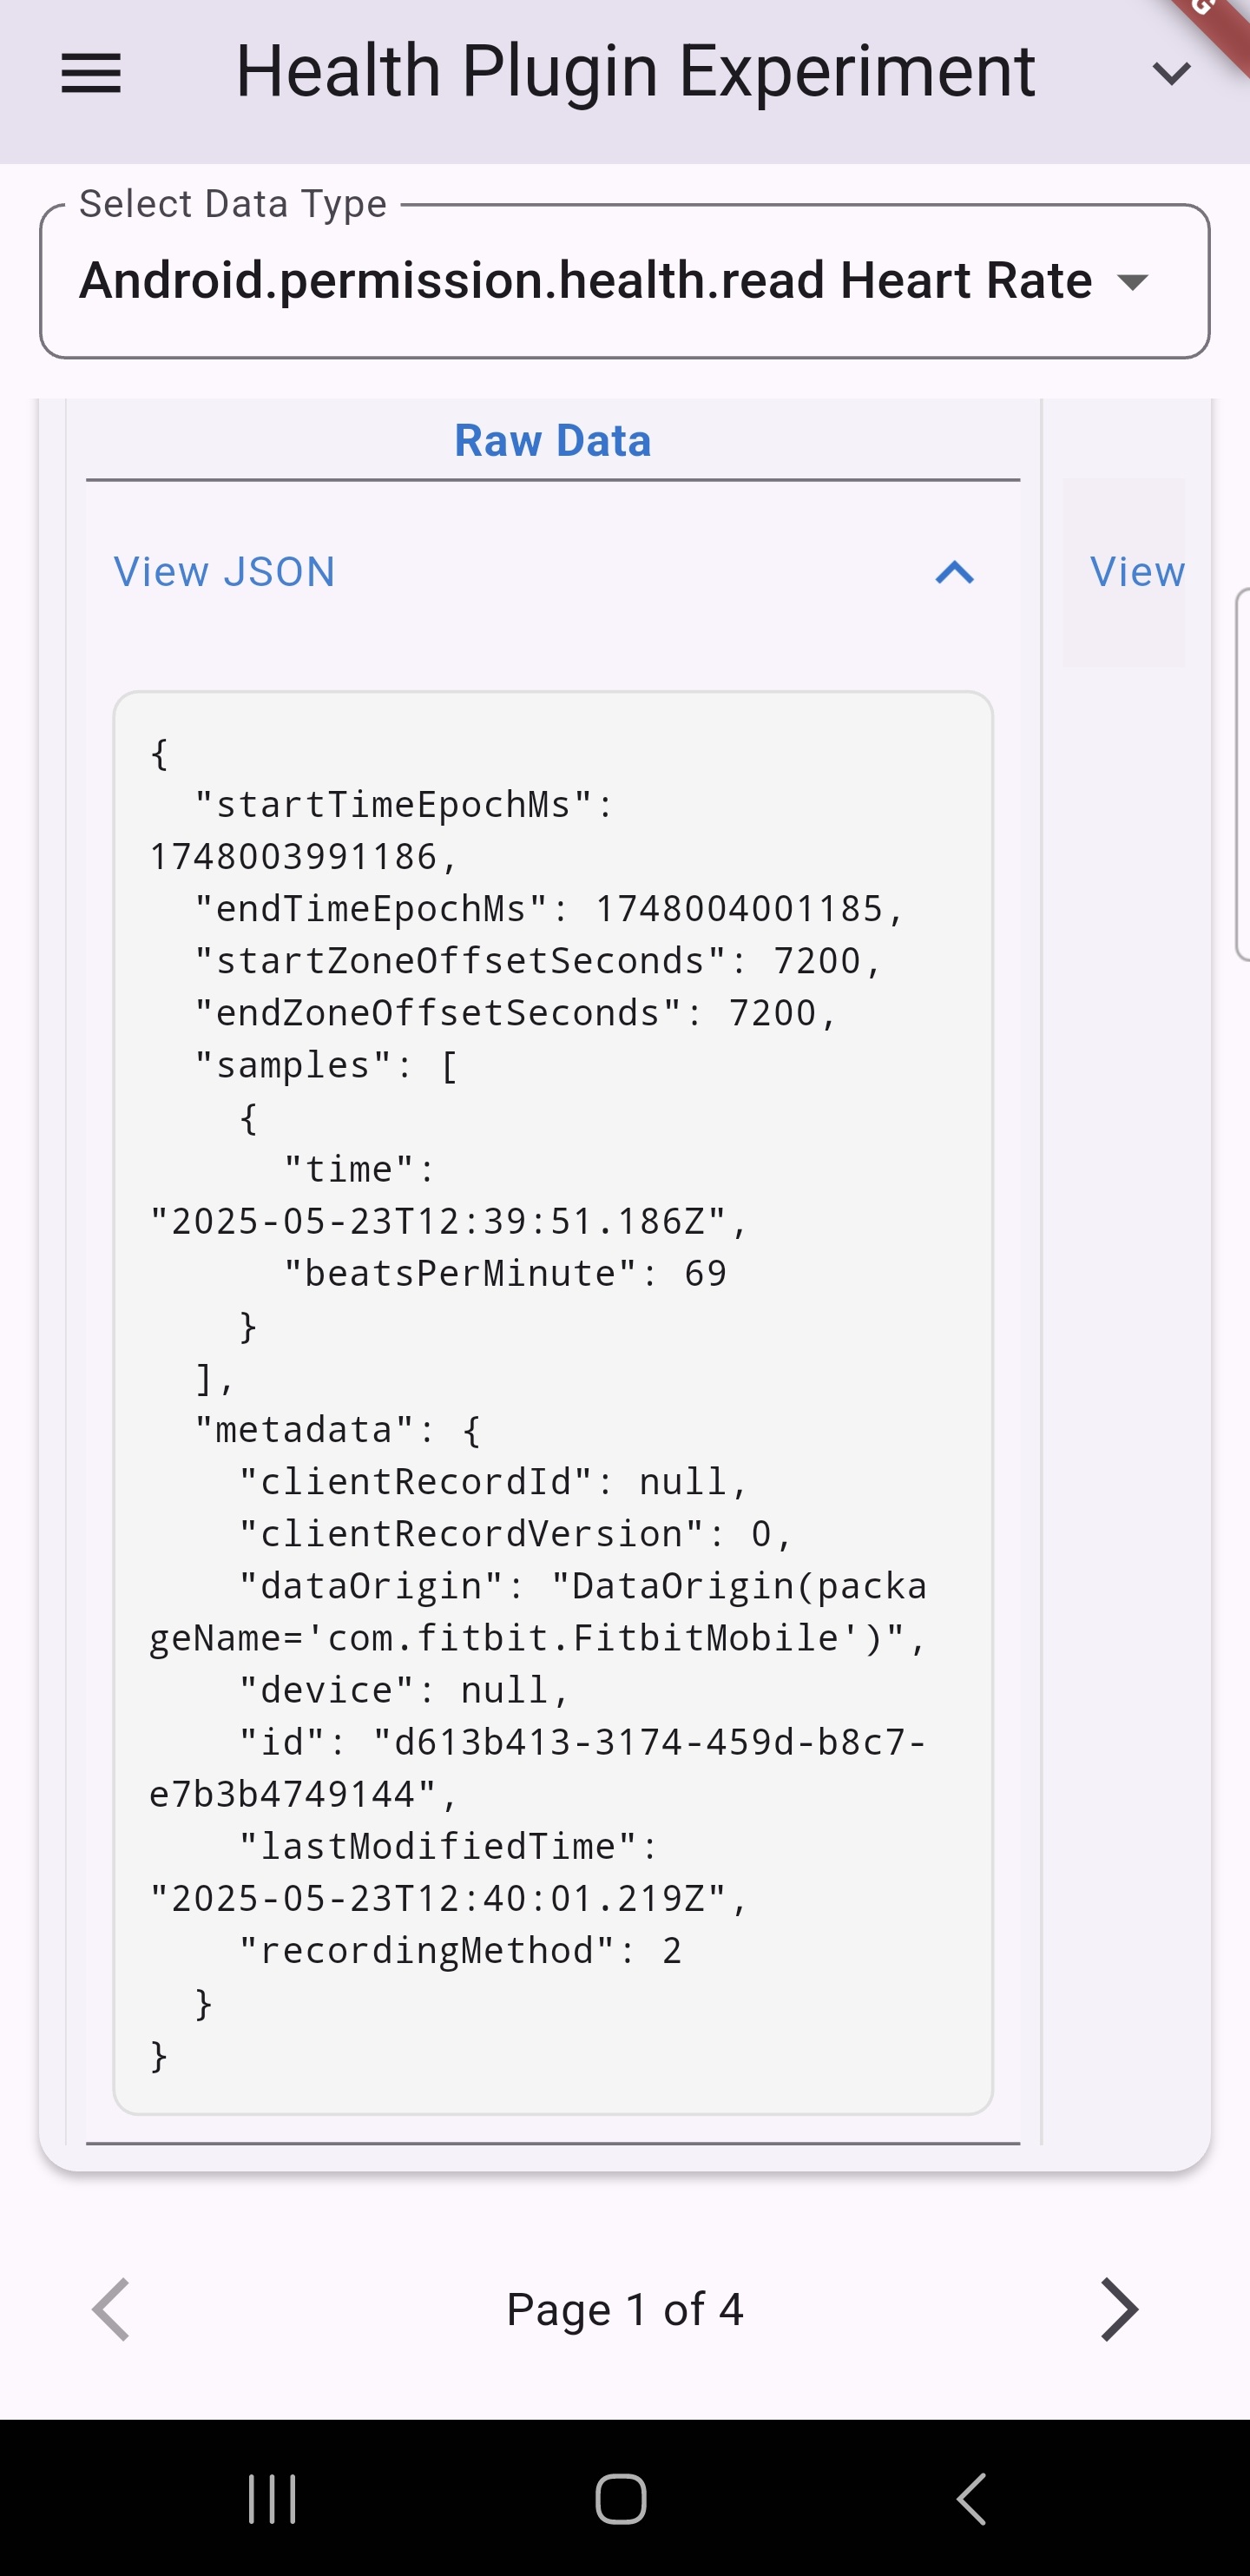 Health Plugin Experiment
G
Select Data Type
Android.permission.health.read Heart Rate
Raw Data
View JSON
View
{
  "startTimeEpochMs":
1748003991186,
  "endTimeEpochMs": 1748004001185,
  "startZoneOffsetSeconds": 7200,
  "endZoneOffsetSeconds": 7200,
  "samples": [
    {
      "time":
"2025-05-23T12:39:51.186Z",
      "beatsPerMinute": 69
    }
  ],
  "metadata": {
    "clientRecordId": null,
    "clientRecordVersion": 0,
    "dataOrigin": "DataOrigin(packa
geName='com.fitbit.FitbitMobile')",
    "device": null,
    "id": "d613b413-3174-459d-b8c7-
e7b3b4749144",
    "lastModifiedTime":
"2025-05-23T12:40:01.219Z",
    "recordingMethod": 2
  }
}
Page 1 of 4